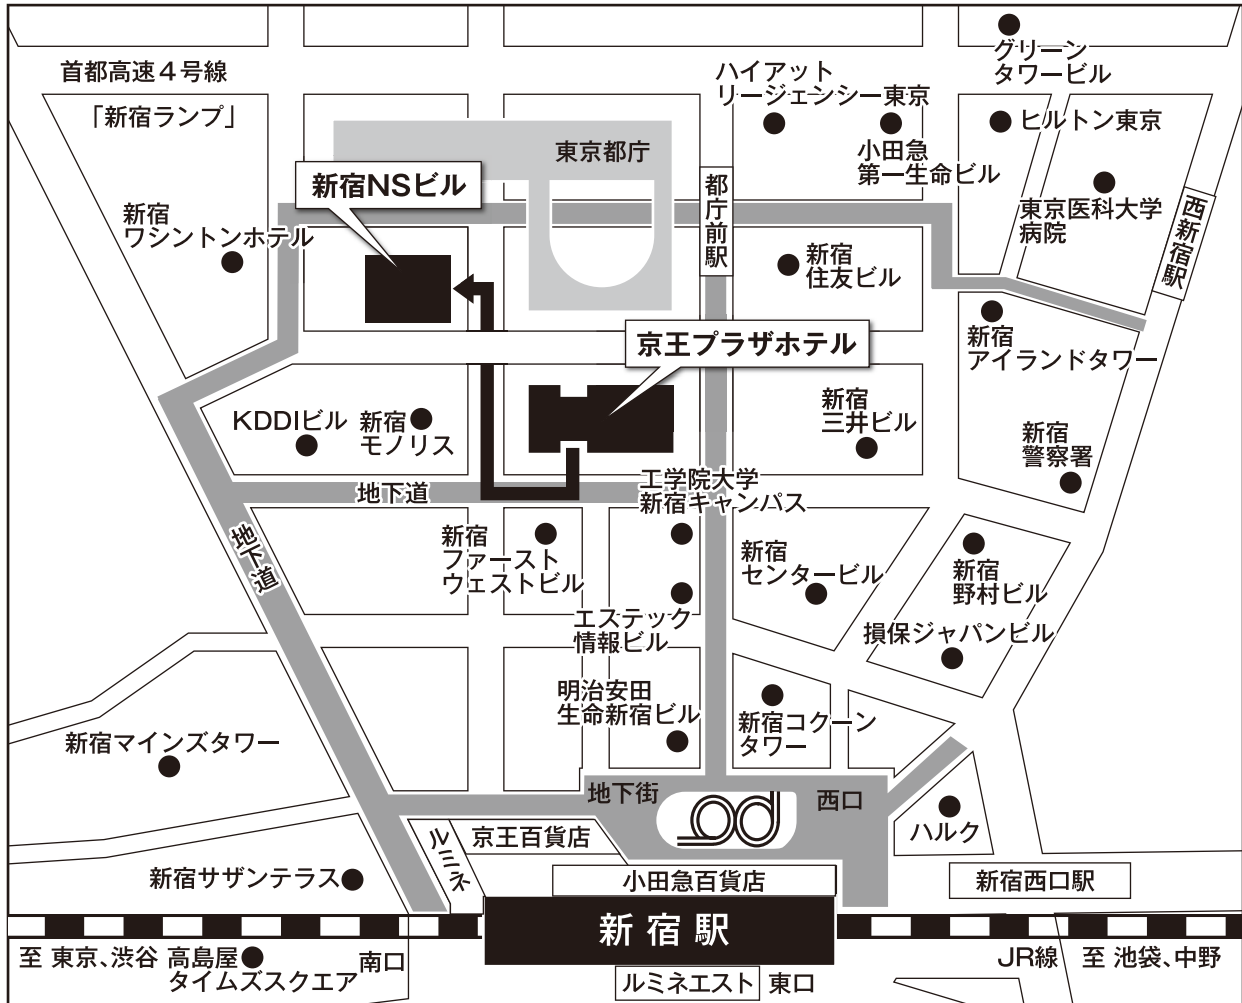 グリーン
タワービル
首都高速4号線
「新宿ランプ」
ハイアット
リージェンシー東京
ヒルトン東京
小田急
第一生命ビル
東京都庁
新宿NSビル
都庁前駅
東京医科大学
病院
西新宿駅
新宿
ワシントンホテル
新宿
住友ビル
京王プラザホテル
新宿
アイランドタワー
KDDIビル
新宿
モノリス
新宿
三井ビル
新宿
警察署
地下道
工学院大学
新宿キャンパス
地下道
新宿
ファースト
ウェストビル
新宿
センタービル
新宿
野村ビル
エステック
情報ビル
損保ジャパンビル
明治安田
生命新宿ビル
新宿コクーン
タワー
新宿マインズタワー
地下街
西口
ハルク
ルミネ
京王百貨店
新宿サザンテラス
小田急百貨店
新宿西口駅
新宿駅
至 東京、渋谷
高島屋
タイムズスクエア
南口
ルミネエスト
東口
JR線
至 池袋、中野